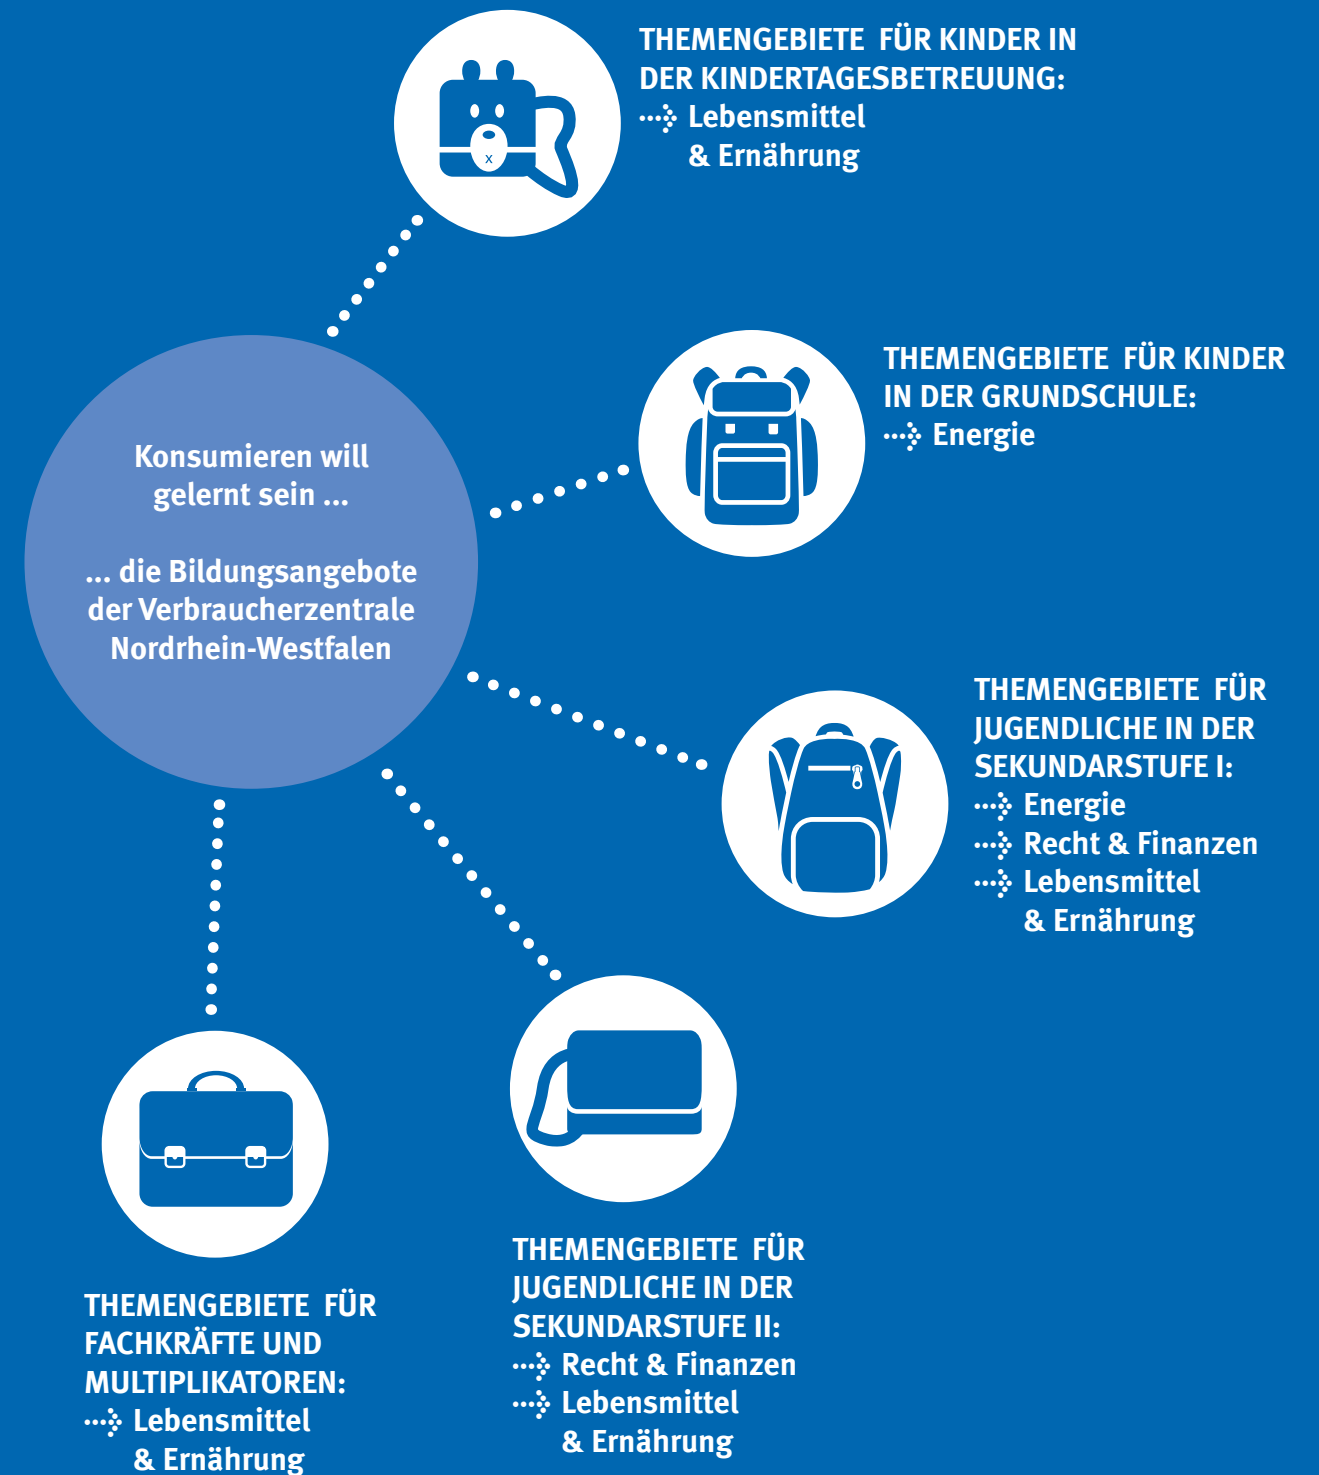 THEMENGEBIETE FÜR KINDER IN
DER KINDERTAGESBETREUUNG:
Lebensmittel
& Ernährung
x
THEMENGEBIETE FÜR KINDER
IN DER GRUNDSCHULE:
Energie
Konsumieren will
gelernt sein ...
... die Bildungsangebote
der Verbraucherzentrale
Nordrhein-Westfalen
THEMENGEBIETE FÜR
JUGENDLICHE IN DER
SEKUNDARSTUFE I:
Energie
Recht & Finanzen
Lebensmittel
& Ernährung
THEMENGEBIETE FÜR
JUGENDLICHE IN DER
SEKUNDARSTUFE II:
Recht & Finanzen
Lebensmittel
& Ernährung
THEMENGEBIETE FÜR
FACHKRÄFTE UND
MULTIPLIKATOREN:
Lebensmittel
& Ernährung